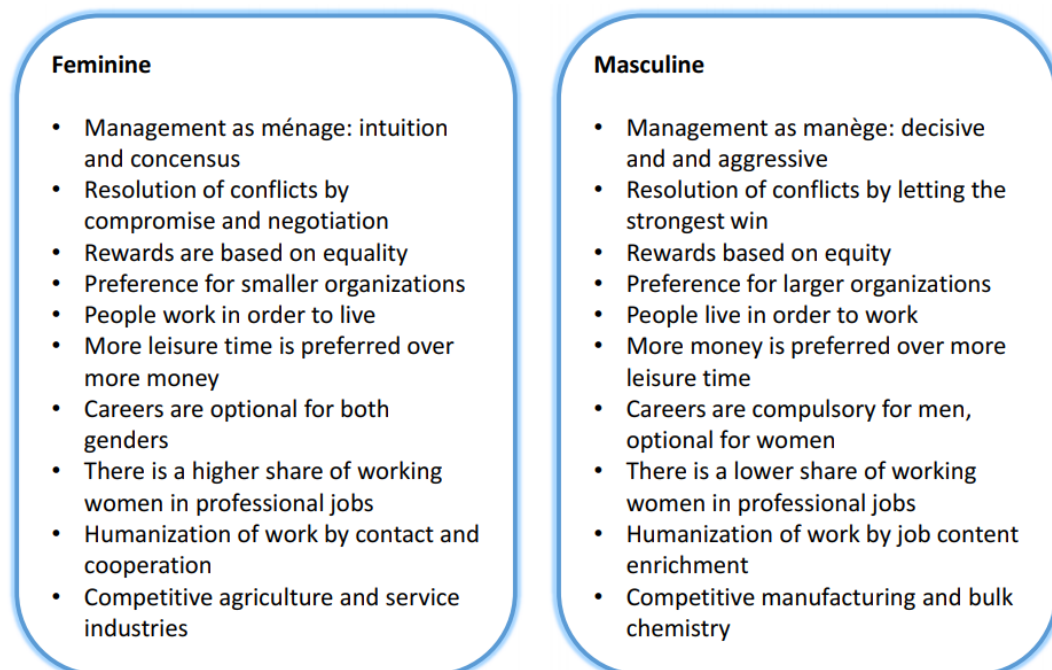 Feminine
• Management as ménage: intuition
and concensus
• Resolution of conflicts by
compromise and negotiation
• Rewards are based on equality
• Preference for smaller organizations
• People work in order to live
• More leisure time is preferred over
more money
• Careers are optional for both
genders
• There is a higher share of working
women in professional jobs
• Humanization of work by contact and
cooperation
• Competitive agriculture and service
industries
Masculine
• Management as manège: decisive
and and aggressive
• Resolution of conflicts by letting the
strongest win
• Rewards based on equity
• Preference for larger organizations
• People live in order to work
• More money is preferred over more
leisure time
• Careers are compulsory for men,
optional for women
• There is a lower share of working
women in professional jobs
• Humanization of work by job content
enrichment
• Competitive manufacturing and bulk
chemistry